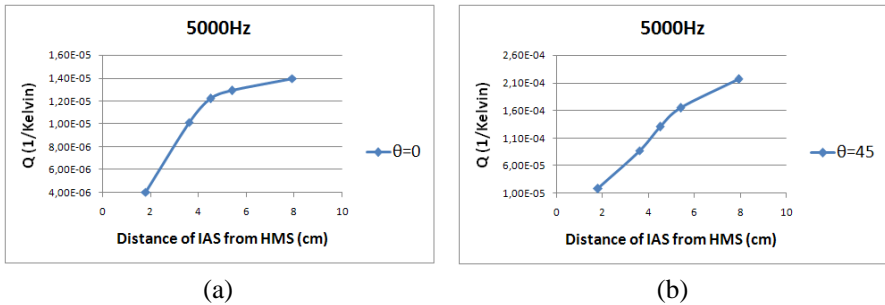 5000Hz
Q (1/Kelvin)
1,60E-05
1,40E-05
1,20E-05
1,00E-05
8,00E-06
6,00E-06
4,00E-06
0 2 4 6 8 10
Distance of IAS from HMS (cm)
θ=0
(a)
5000Hz
Q (1/Kelvin)
2,60E-04
2,10E-04
1,60E-04
1,10E-04
6,00E-05
1,00E-05
0 2 4 6 8 10
Distance of IAS from HMS (cm)
θ=45
(b)